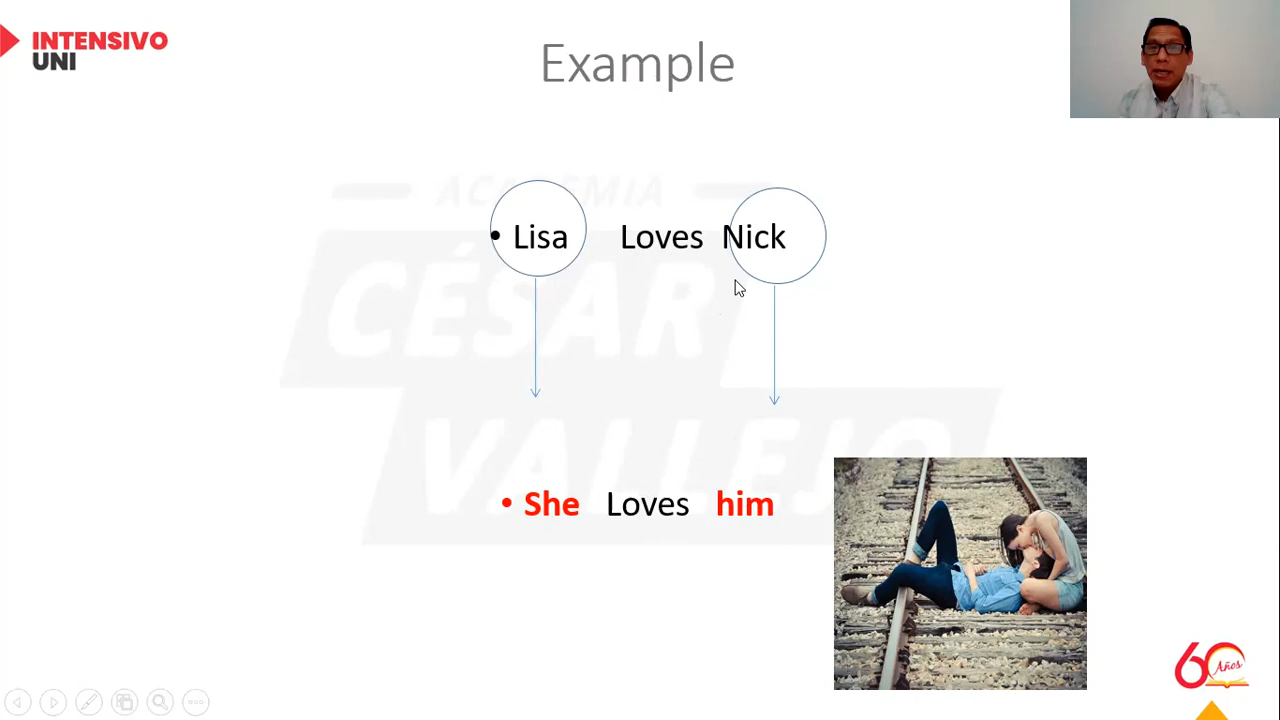 INTENSIVO
UNI
Example
ACADEMIA
CÉSAR
VALLEJO
• Lisa Loves Nick
• She Loves him
60 Años